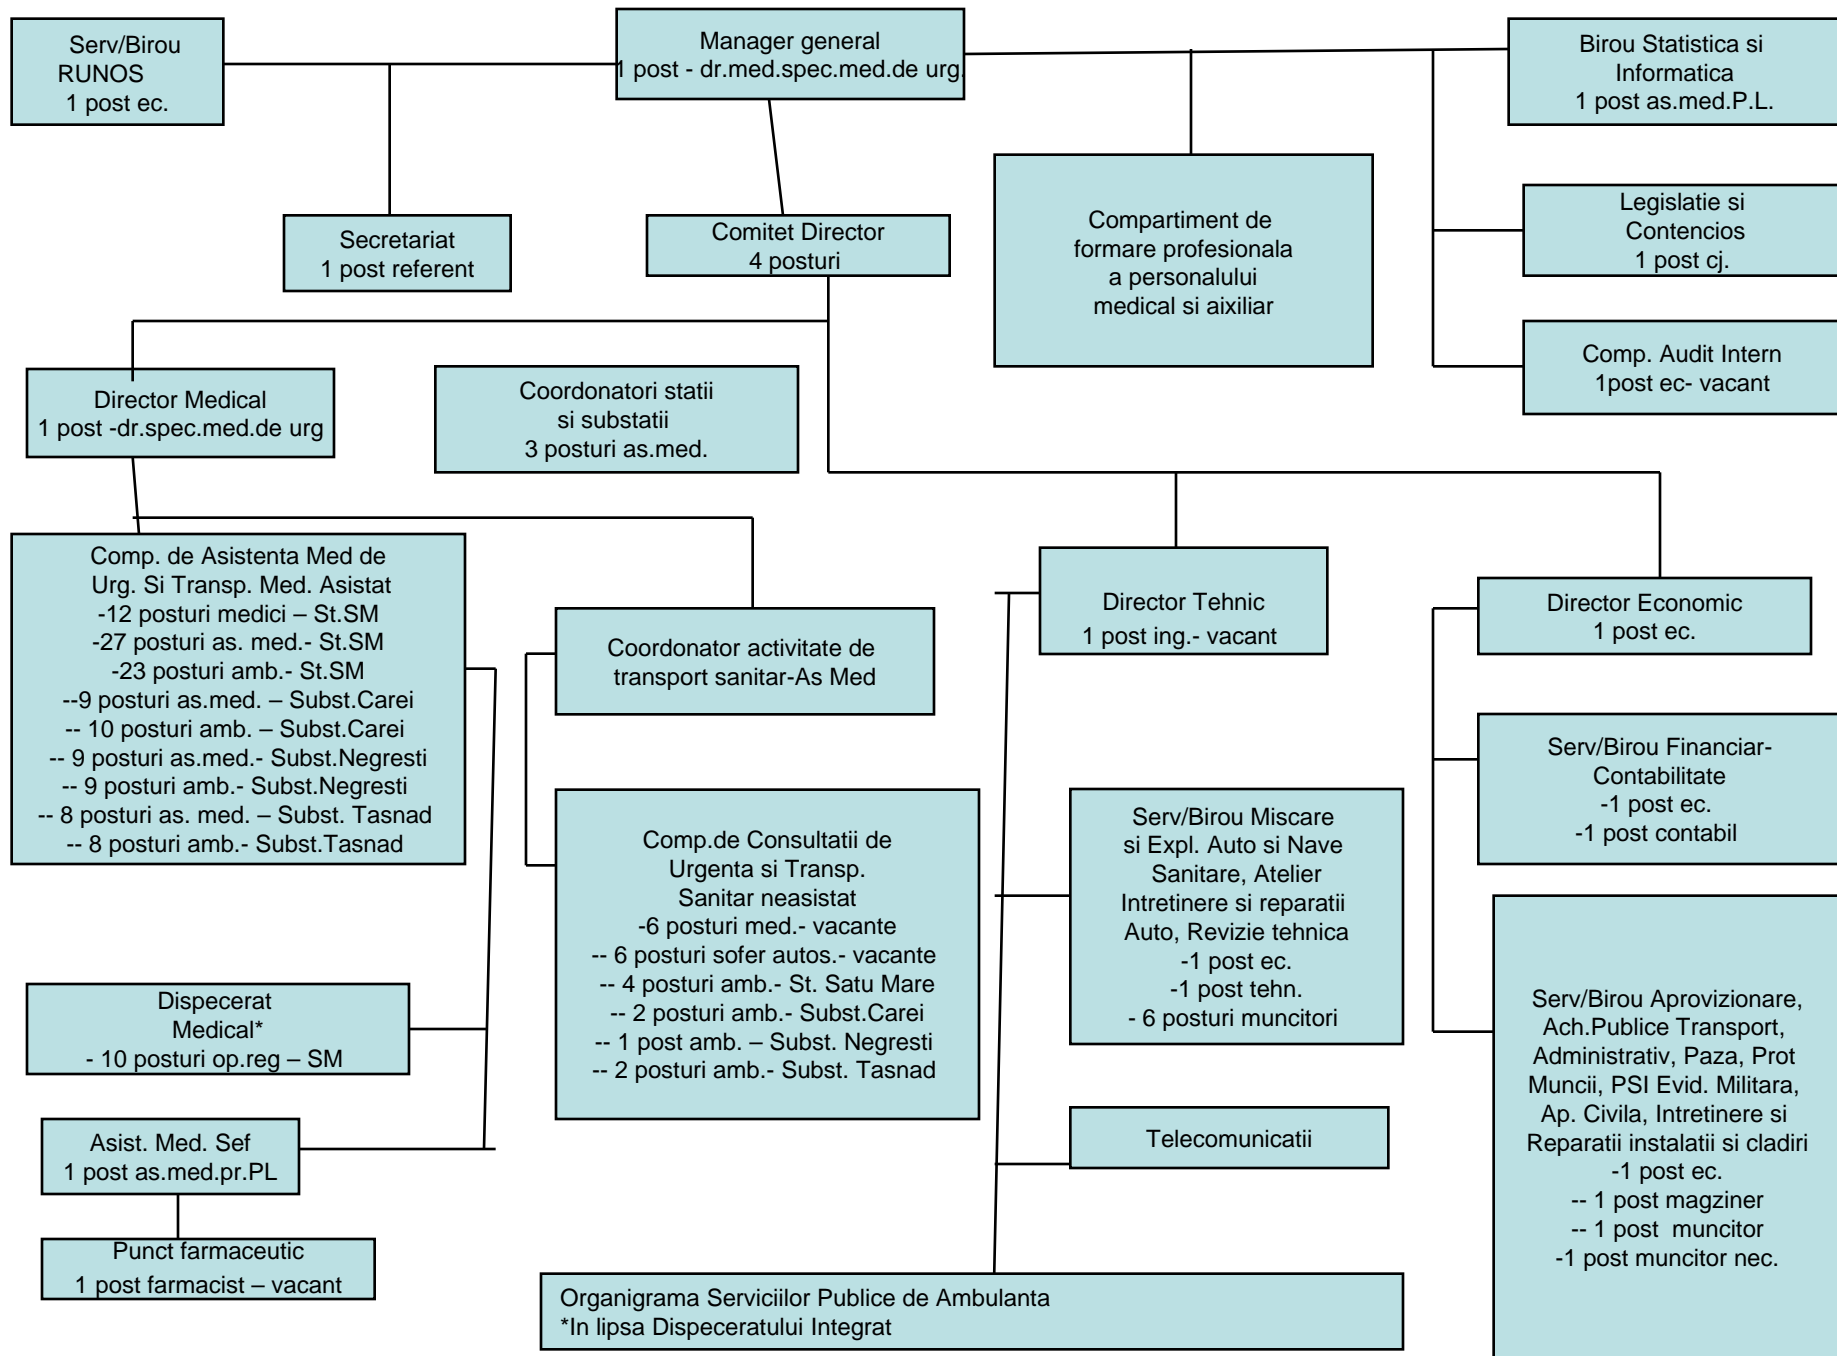 Serv/Birou
RUNOS
1 post ec.
Manager general
1 post - dr.med.spec.med.de urg.
Birou Statistica si
Informatica
1 post as.med.P.L.
Secretariat
1 post referent
Comitet Director
4 posturi
Compartiment de
formare profesionala
a personalului
medical si aixiliar
Legislatie si
Contencios
1 post cj.
Comp. Audit Intern
1post ec- vacant
Director Medical
1 post -dr.spec.med.de urg
Coordonatori statii
si substatii
3 posturi as.med.
Comp. de Asistenta Med de
Urg. Si Transp. Med. Asistat
-12 posturi medici – St.SM
-27 posturi as. med.- St.SM
-23 posturi amb.- St.SM
--9 posturi as.med. – Subst.Carei
-- 10 posturi amb. – Subst.Carei
-- 9 posturi as.med.- Subst.Negresti
-- 9 posturi amb.- Subst.Negresti
-- 8 posturi as. med. – Subst. Tasnad
-- 8 posturi amb.- Subst.Tasnad
Coordonator activitate de
transport sanitar-As Med
Director Tehnic
1 post ing.- vacant
Director Economic
1 post ec.
Serv/Birou Financiar-
Contabilitate
-1 post ec.
-1 post contabil
Comp.de Consultatii de
Urgenta si Transp.
Sanitar neasistat
-6 posturi med.- vacante
-- 6 posturi sofer autos.- vacante
-- 4 posturi amb.- St. Satu Mare
-- 2 posturi amb.- Subst.Carei
-- 1 post amb. – Subst. Negresti
-- 2 posturi amb.- Subst. Tasnad
Serv/Birou Miscare
si Expl. Auto si Nave
Sanitare, Atelier
Intretinere si reparatii
Auto, Revizie tehnica
-1 post ec.
-1 post tehn.
- 6 posturi muncitori
Serv/Birou Aprovizionare,
Ach.Publice Transport,
Administrativ, Paza, Prot
Muncii, PSI Evid. Militara,
Ap. Civila, Intretinere si
Reparatii instalatii si cladiri
-1 post ec.
-- 1 post magziner
-- 1 post  muncitor
-1 post muncitor nec.
Dispecerat
Medical*
- 10 posturi op.reg – SM
Asist. Med. Sef
1 post as.med.pr.PL
Telecomunicatii
Punct farmaceutic
1 post farmacist – vacant
Organigrama Serviciilor Publice de Ambulanta
*In lipsa Dispeceratului Integrat